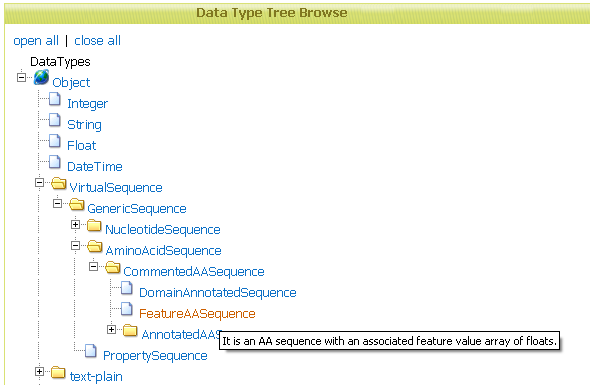 Data Type Tree Browse
open all | close all
DataTypes
Object
Integer
String
Float
DateTime
VirtualSequence
GenericSequence
NucleotideSequence
AminoAcidSequence
CommentedAASequence
DomainAnnotatedSequence
FeatureAASequence
AnnotatedAAS
It is an AA sequence with an associated feature value array of floats.
PropertySequence
text-plain